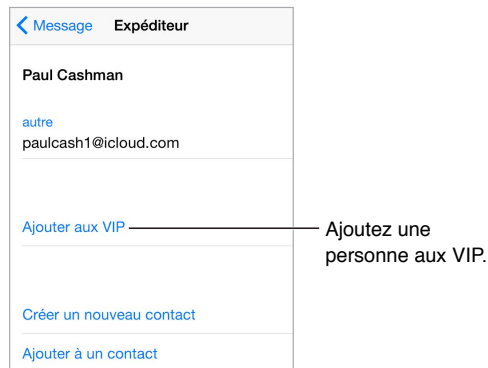 Message Expéditeur
Paul Cashman
autre
paulcash1@icloud.com
Ajouter aux VIP
Ajoutez une
personne aux VIP.
Créer un nouveau contact
Ajouter à un contact